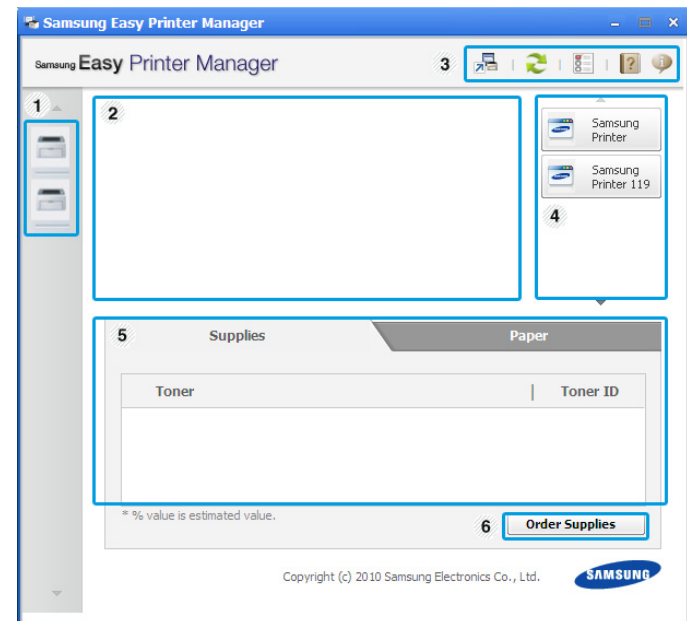 Samsung Easy Printer Manager
Samsung Easy Printer Manager
3
1
2
Samsung
Printer
Samsung
Printer 119
4
5 Supplies Paper
Toner | Toner ID
* % value is estimated value.
6 Order Supplies
Copyright (c) 2010 Samsung Electronics Co., Ltd. SAMSUNG